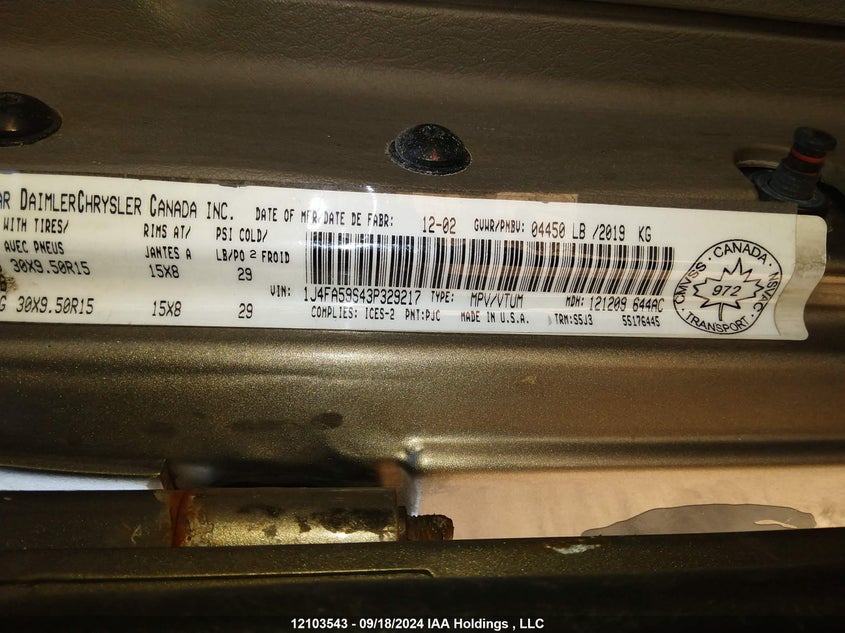 AR DAIMLERCHRYSLER CANADA INC. DATE OF MFR/DATE DE FABR: 12-02 GVWR/PNBV: 04450 LB /2019 KG
WITH TIRES/ RIMS AT/ PSI COLD/
AVEC PNEUS JANTES A LB/PO 2 FROID
30X9.50R15 15X8 29
G 30X9.50R15 15X8 29
VIN: 1J4FA59S43P329217 TYPE: MPV/VTUM MDH: 121209 644AC
COMPLIES: ICES-2 PNT:PJC MADE IN U.S.A. TRM:S5J3 55176445
CMVSS · CANADA · NSVAC
972
· TRANSPORT ·
12103543 - 09/18/2024 IAA Holdings , LLC